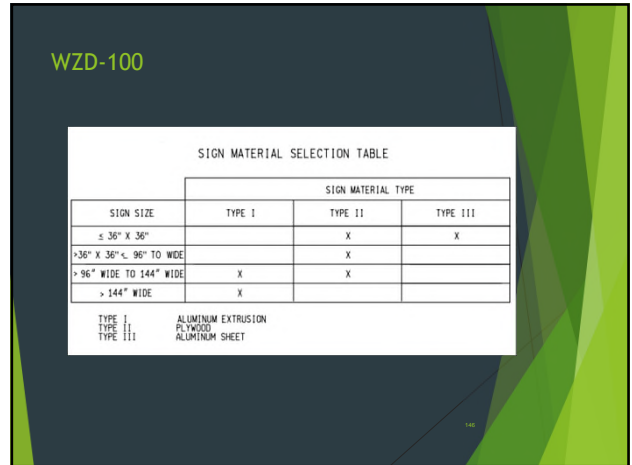 WZD-100
SIGN MATERIAL SELECTION TABLE
SIGN MATERIAL TYPE
SIGN SIZE TYPE I TYPE II TYPE III
≤ 36" X 36" X X
>36" X 36" ≤ 96" TO WIDE X
> 96" WIDE TO 144" WIDE X X
> 144" WIDE X
TYPE I ALUMINUM EXTRUSION
TYPE II PLYWOOD
TYPE III ALUMINUM SHEET
146